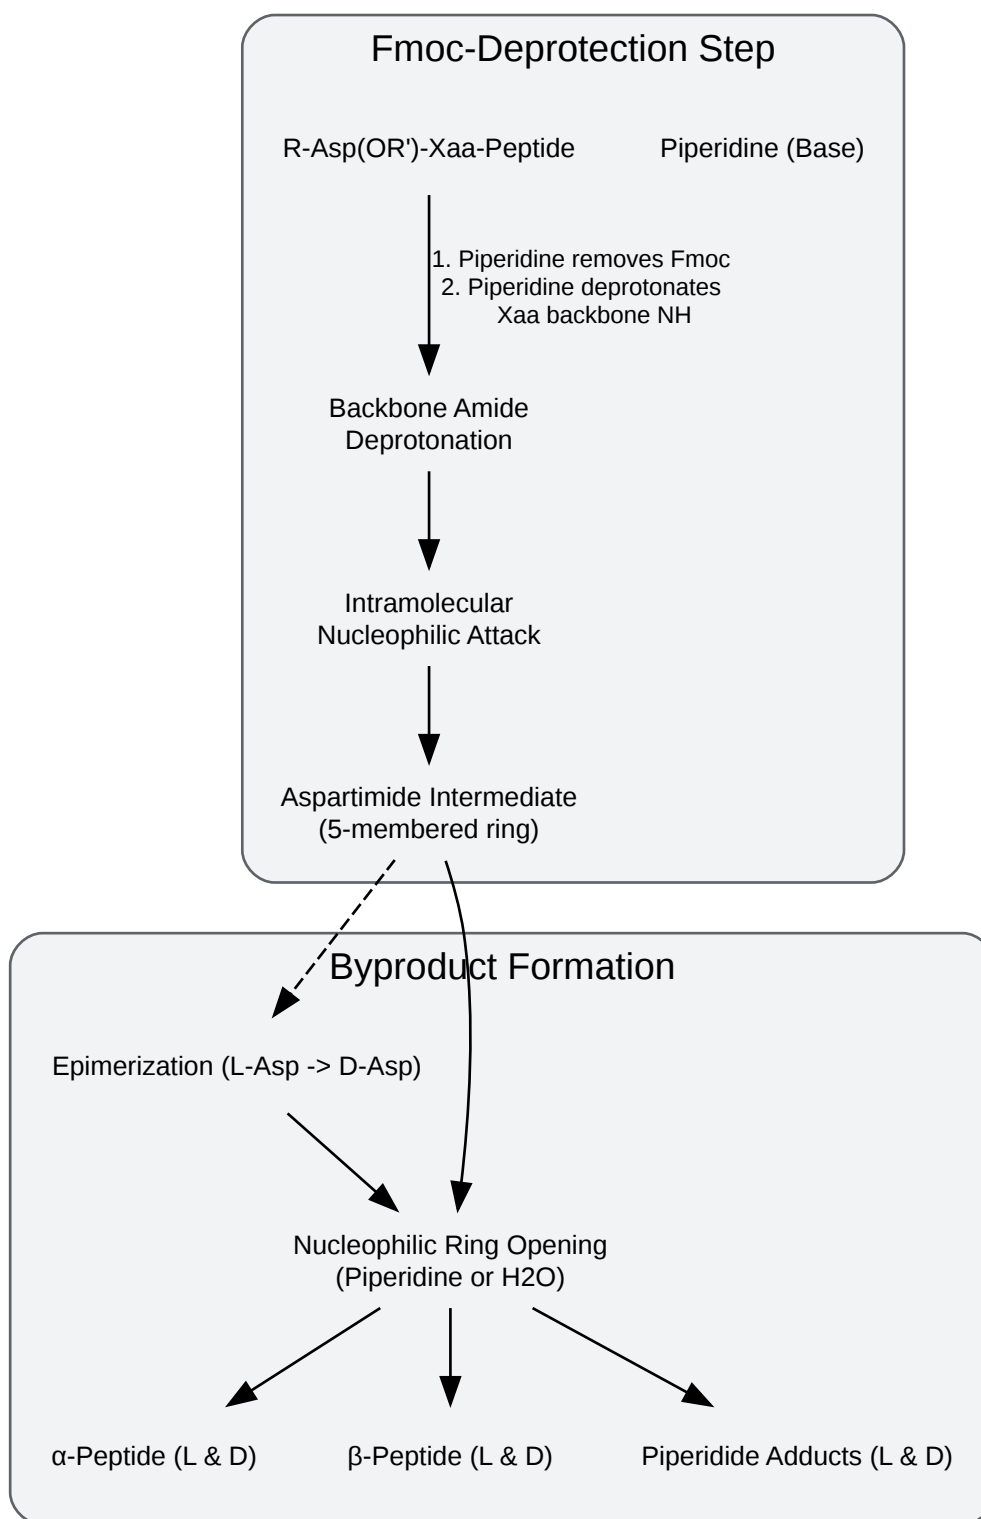 Fmoc-Deprotection Step
R-Asp(OR')-Xaa-Peptide
Piperidine (Base)
1. Piperidine removes Fmoc
2. Piperidine deprotonates
Xaa backbone NH
Backbone Amide
Deprotonation
Intramolecular
Nucleophilic Attack
Aspartimide Intermediate
(5-membered ring)
Byproduct Formation
Epimerization (L-Asp -> D-Asp)
Nucleophilic Ring Opening
(Piperidine or H2O)
α-Peptide (L & D)
β-Peptide (L & D)
Piperidide Adducts (L & D)